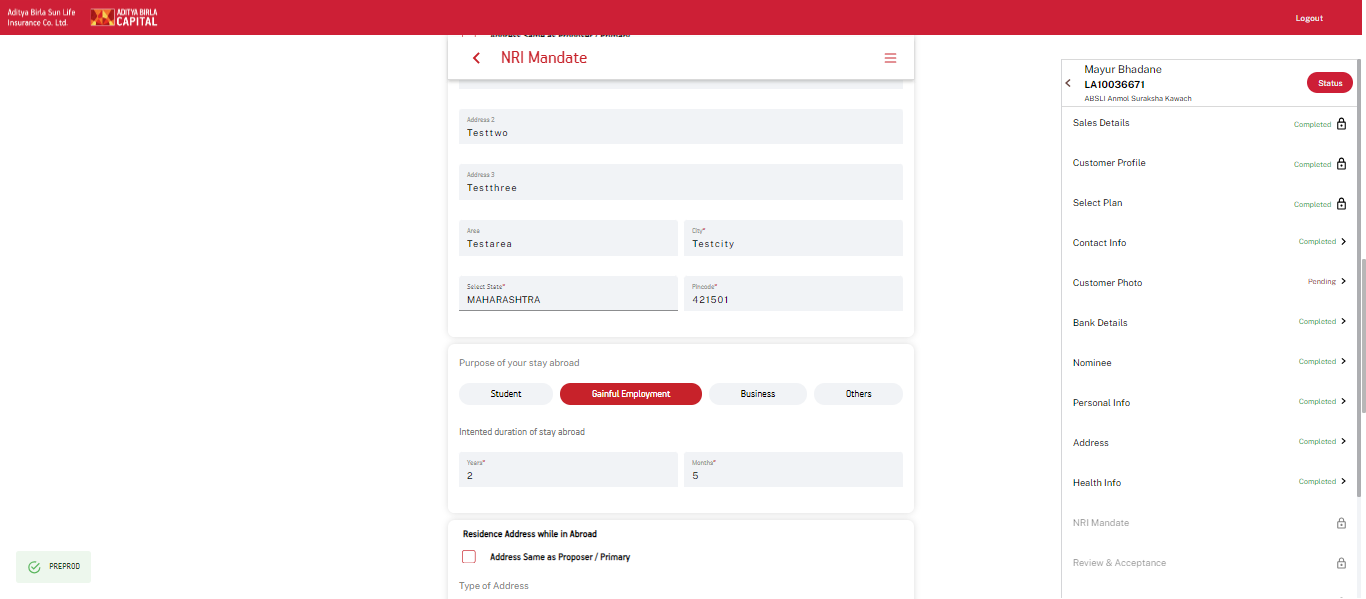 Aditya Birla Sun Life
Insurance Co. Ltd.
ADITYA BIRLA
CAPITAL
Logout
Address Same as Proposer / Primary
NRI Mandate
Address 2
Testtwo
Address 3
Testthree
Area
Testarea
City*
Testcity
Select State*
MAHARASHTRA
Pincode*
421501
Purpose of your stay abroad
Student
Gainful Employment
Business
Others
Intented duration of stay abroad
Years*
2
Months*
5
Residence Address while in Abroad
Address Same as Proposer / Primary
Type of Address
PREPROD
Mayur Bhadane
LA10036671
ABSLI Anmol Suraksha Kawach
Status
Sales Details Completed
Customer Profile Completed
Select Plan Completed
Contact Info Completed
Customer Photo Pending
Bank Details Completed
Nominee Completed
Personal Info Completed
Address Completed
Health Info Completed
NRI Mandate
Review & Acceptance